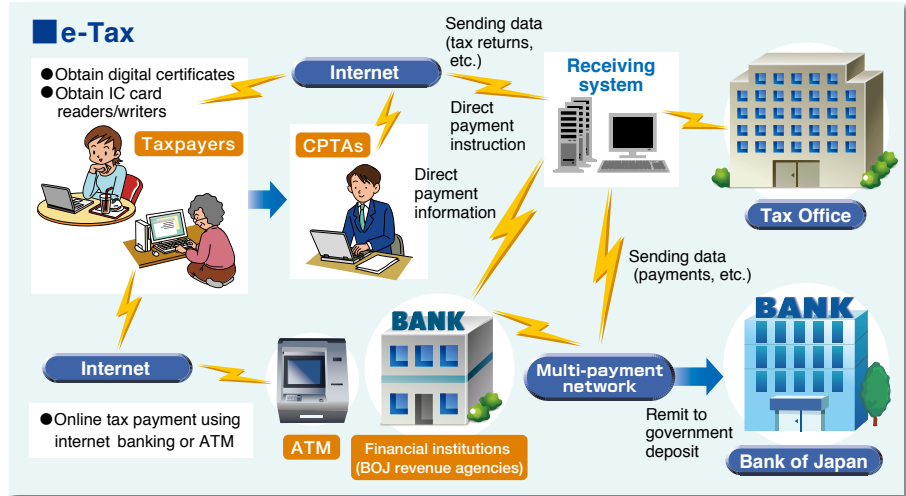 ■e-Tax
●Obtain digital certificates
●Obtain IC card
readers/writers
Taxpayers
Internet
CPTAs
Sending data
(tax returns,
etc.)
Direct
payment
instruction
Direct
payment
information
Receiving
system
Tax Office
Sending data
(payments, etc.)
Internet
●Online tax payment using
internet banking or ATM
ATM
BANK
Financial institutions
(BOJ revenue agencies)
Multi-payment
network
Remit to
government
deposit
BANK
Bank of Japan